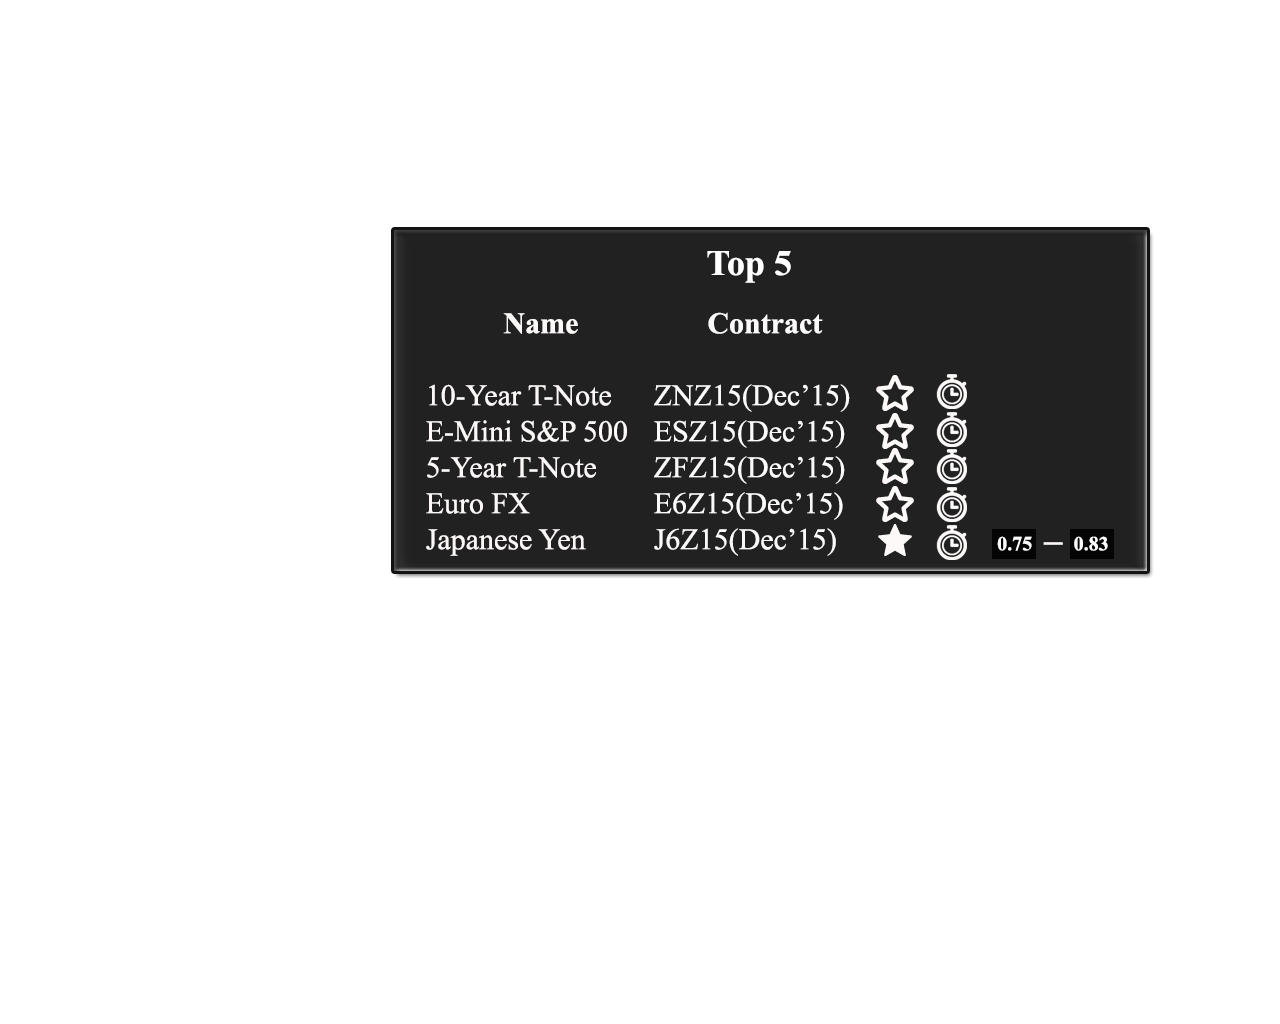 Top 5
Name Contract
10-Year T-Note ZNZ15(Dec’15)
E-Mini S&P 500 ESZ15(Dec’15)
5-Year T-Note ZFZ15(Dec’15)
Euro FX E6Z15(Dec’15)
Japanese Yen J6Z15(Dec’15) 0.75 — 0.83